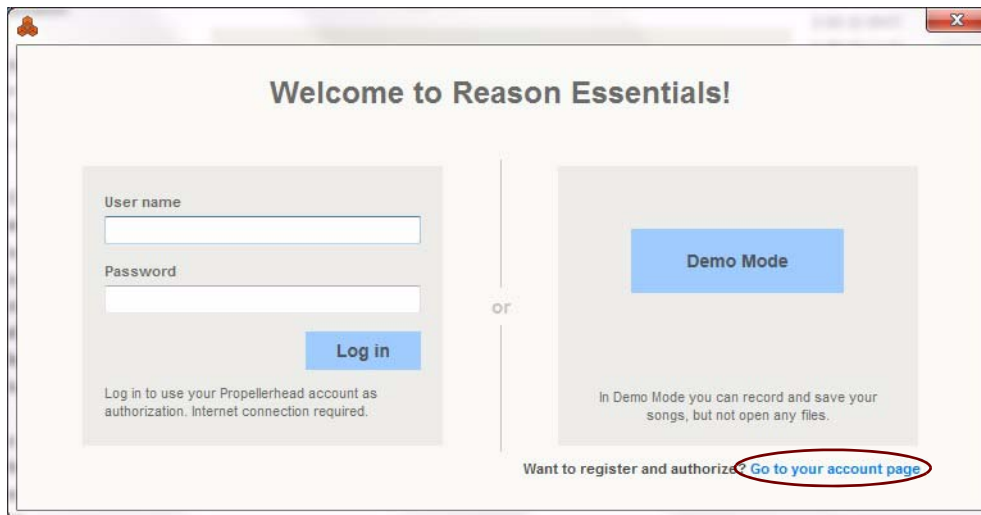 Welcome to Reason Essentials!
User name
Password
Log in
Log in to use your Propellerhead account as
authorization. Internet connection required.
or
Demo Mode
In Demo Mode you can record and save your
songs, but not open any files.
Want to register and authorize? Go to your account page